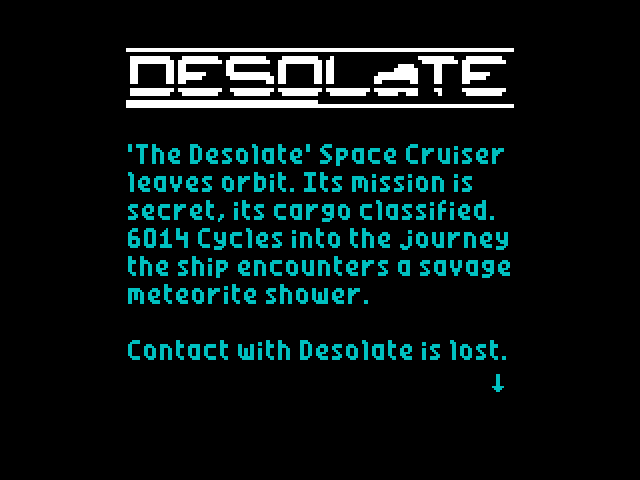 DESOLATE
'The Desolate' Space Cruiser
leaves orbit. Its mission is
secret, its cargo classified.
6014 Cycles into the journey
the ship encounters a savage
meteorite shower.
Contact with Desolate is lost.